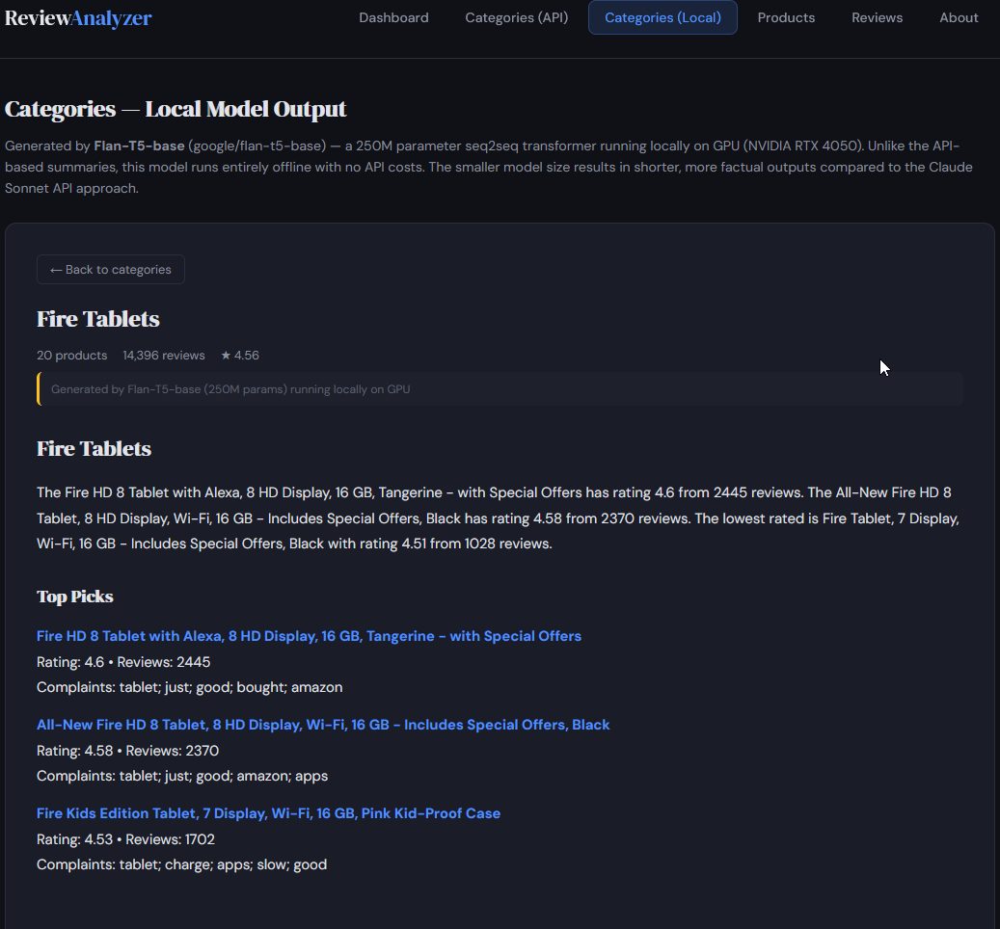 ReviewAnalyzer
Dashboard
Categories (API)
Categories (Local)
Products
Reviews
About
Categories — Local Model Output
Generated by Flan-T5-base (google/flan-t5-base) — a 250M parameter seq2seq transformer running locally on GPU (NVIDIA RTX 4050). Unlike the API-
based summaries, this model runs entirely offline with no API costs. The smaller model size results in shorter, more factual outputs compared to the Claude
Sonnet API approach.
← Back to categories
Fire Tablets
20 products 14,396 reviews ★ 4.56
Generated by Flan-T5-base (250M params) running locally on GPU
Fire Tablets
The Fire HD 8 Tablet with Alexa, 8 HD Display, 16 GB, Tangerine - with Special Offers has rating 4.6 from 2445 reviews. The All-New Fire HD 8
Tablet, 8 HD Display, Wi-Fi, 16 GB - Includes Special Offers, Black has rating 4.58 from 2370 reviews. The lowest rated is Fire Tablet, 7 Display,
Wi-Fi, 16 GB - Includes Special Offers, Black with rating 4.51 from 1028 reviews.
Top Picks
Fire HD 8 Tablet with Alexa, 8 HD Display, 16 GB, Tangerine - with Special Offers
Rating: 4.6 • Reviews: 2445
Complaints: tablet; just; good; bought; amazon
All-New Fire HD 8 Tablet, 8 HD Display, Wi-Fi, 16 GB - Includes Special Offers, Black
Rating: 4.58 • Reviews: 2370
Complaints: tablet; just; good; amazon; apps
Fire Kids Edition Tablet, 7 Display, Wi-Fi, 16 GB, Pink Kid-Proof Case
Rating: 4.53 • Reviews: 1702
Complaints: tablet; charge; apps; slow; good